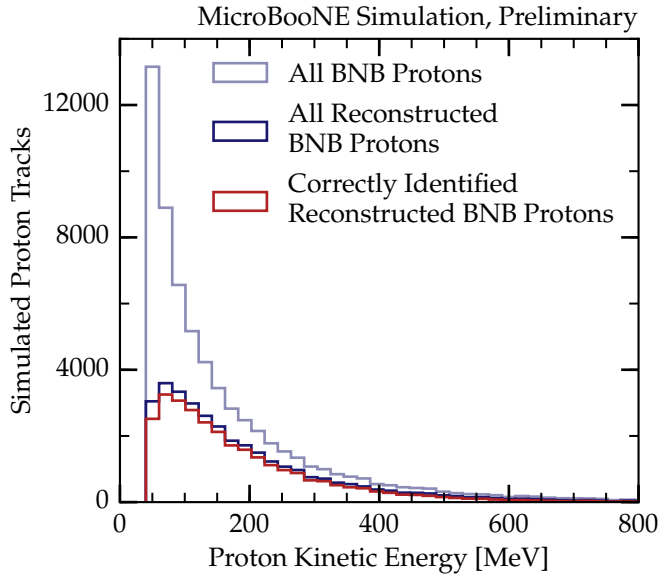 MicroBooNE Simulation, Preliminary
All BNB Protons
All Reconstructed
BNB Protons
Correctly Identified
Reconstructed BNB Protons
Simulated Proton Tracks
12000
8000
4000
0
0 200 400 600 800
Proton Kinetic Energy [MeV]